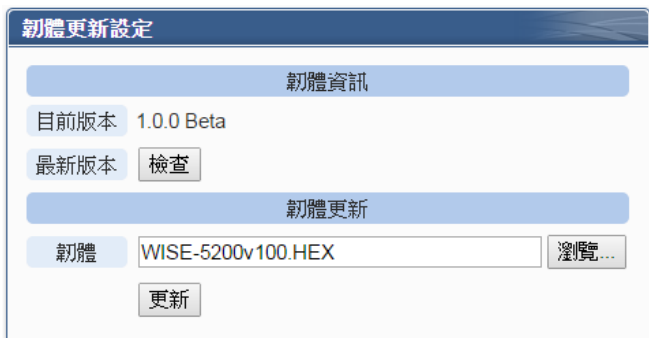 韌體更新設定
韌體資訊
目前版本 1.0.0 Beta
最新版本 檢查
韌體更新
韌體 WISE-5200v100.HEX 瀏覽...
更新